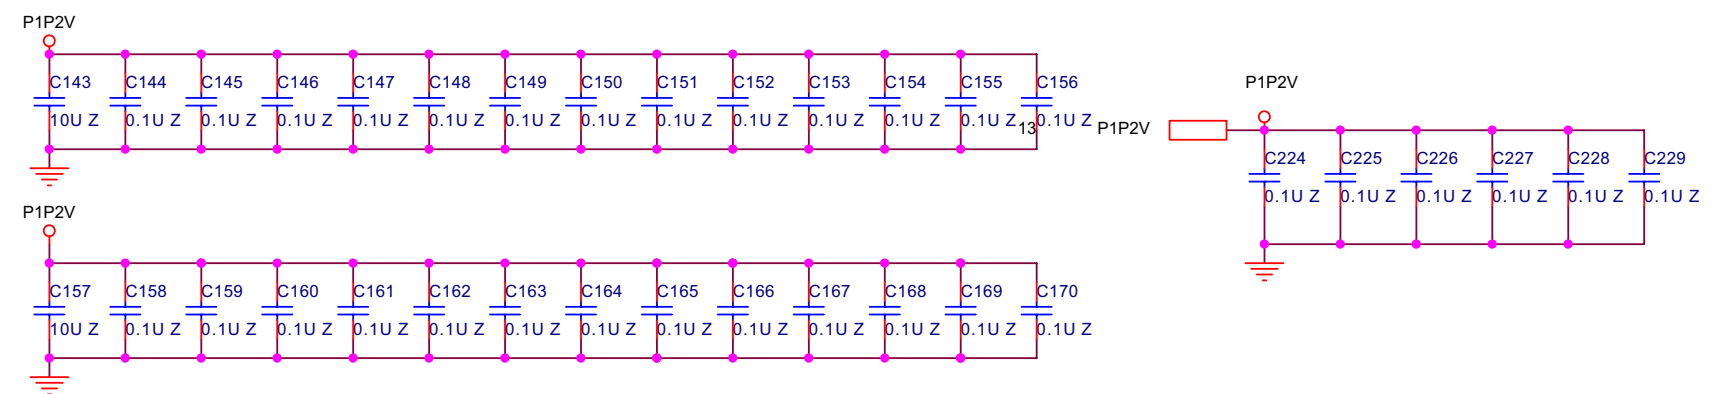 P1P2V
C143 C144 C145 C146 C147 C148 C149 C150 C151 C152 C153 C154 C155 C156
10U Z 0.1U Z 0.1U Z 0.1U Z 0.1U Z 0.1U Z 0.1U Z 0.1U Z 0.1U Z 0.1U Z 0.1U Z 0.1U Z 0.1U Z 0.1U Z
P1P2V
13 P1P2V
C224 C225 C226 C227 C228 C229
0.1U Z 0.1U Z 0.1U Z 0.1U Z 0.1U Z 0.1U Z
P1P2V
C157 C158 C159 C160 C161 C162 C163 C164 C165 C166 C167 C168 C169 C170
10U Z 0.1U Z 0.1U Z 0.1U Z 0.1U Z 0.1U Z 0.1U Z 0.1U Z 0.1U Z 0.1U Z 0.1U Z 0.1U Z 0.1U Z 0.1U Z